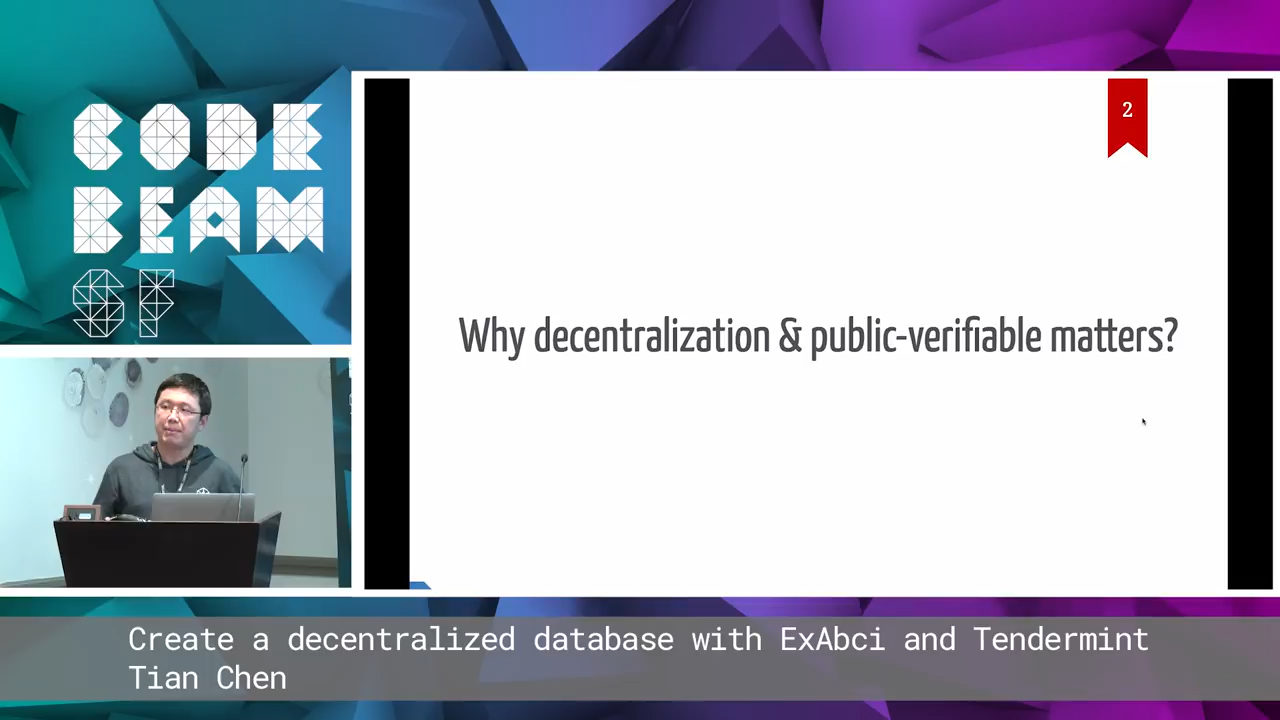 CODE
BEAM
SF
2
Why decentralization & public-verifiable matters?
Create a decentralized database with ExAbci and Tendermint
Tian Chen